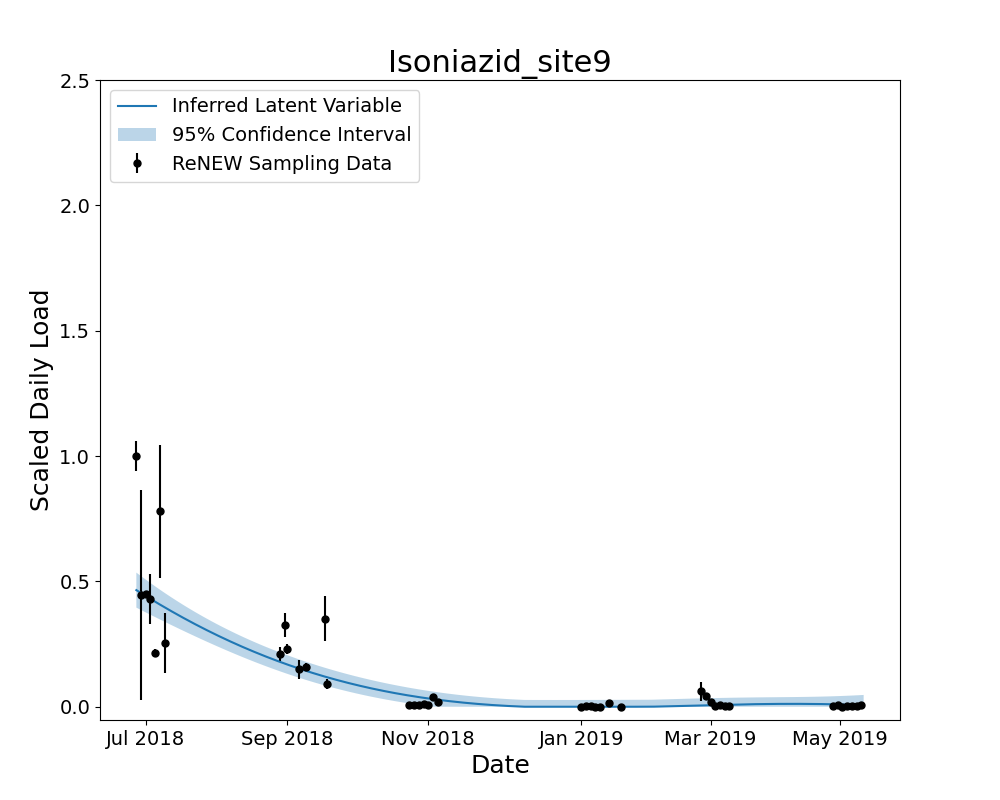 Isoniazid_site9
Inferred Latent Variable
95% Confidence Interval
ReNEW Sampling Data
Scaled Daily Load
2.5
2.0
1.5
1.0
0.5
0.0
Jul 2018 Sep 2018 Nov 2018 Jan 2019 Mar 2019 May 2019
Date